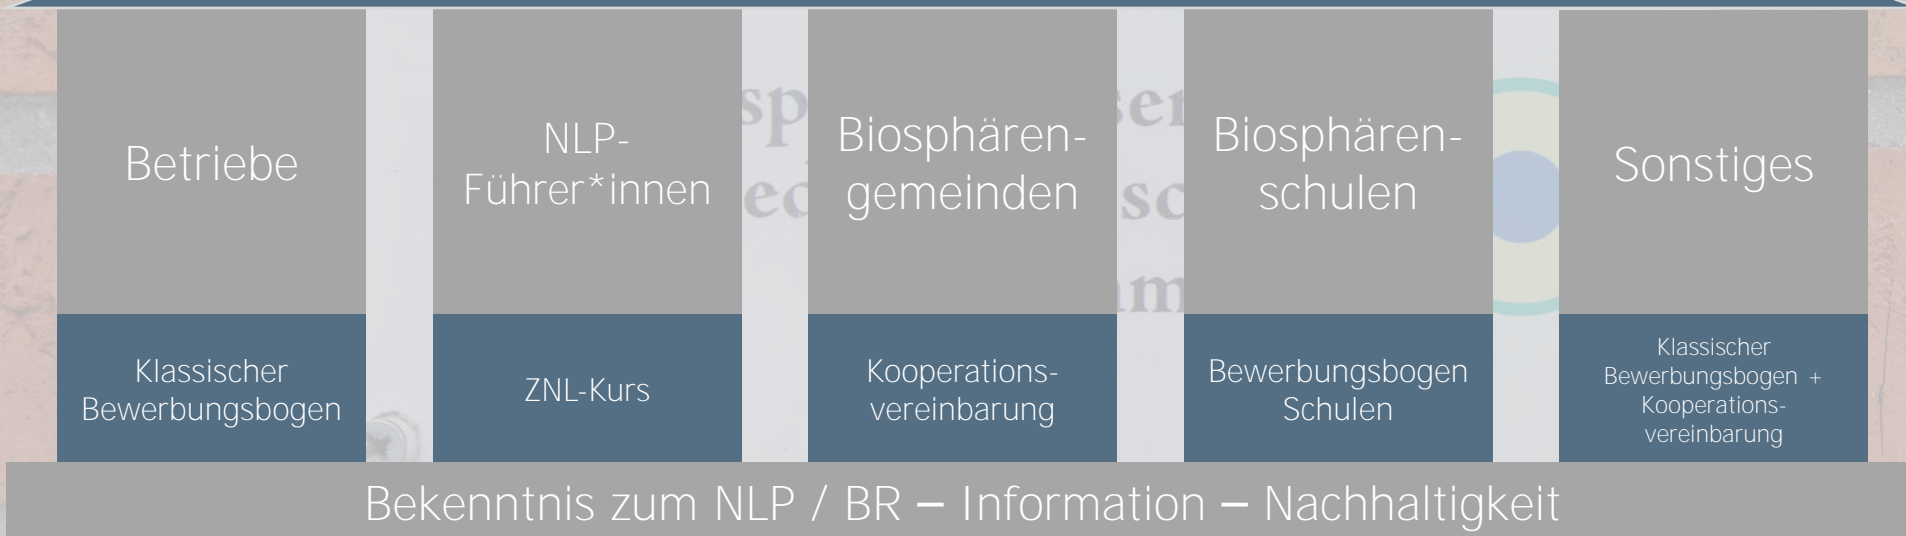 Betriebe
NLP-
Führer*innen
Biosphären-
gemeinden
Biosphären-
schulen
Sonstiges
Klassischer
Bewerbungsbogen
ZNL-Kurs
Kooperations-
vereinbarung
Bewerbungsbogen
Schulen
Klassischer
Bewerbungsbogen +
Kooperations-
vereinbarung
Bekenntnis zum NLP / BR – Information – Nachhaltigkeit